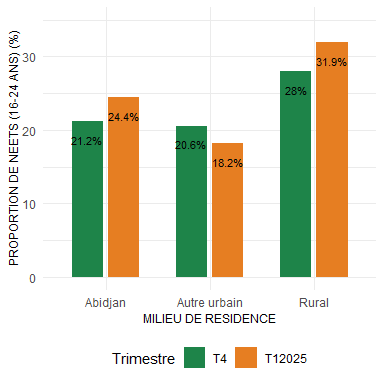 PROPORTION DE NEETS (16-24 ANS) (%)
30
20
10
0
21.2%
24.4%
20.6%
18.2%
28%
31.9%
Abidjan
Autre urbain
Rural
MILIEU DE RESIDENCE
Trimestre
T4
T12025